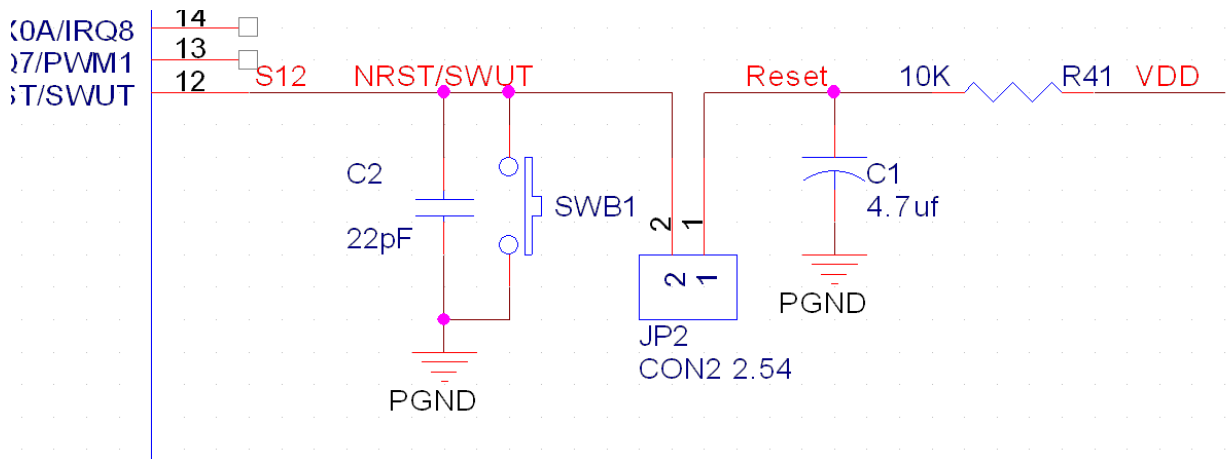 X0A/IRQ8 14
Q7/PWM1 13
ST/SWUT 12 S12 NRST/SWUT Reset 10K R41 VDD
C2
22pF
SWB1
C1
4.7uf
2 1
2 1
PGND
JP2
CON2 2.54
PGND